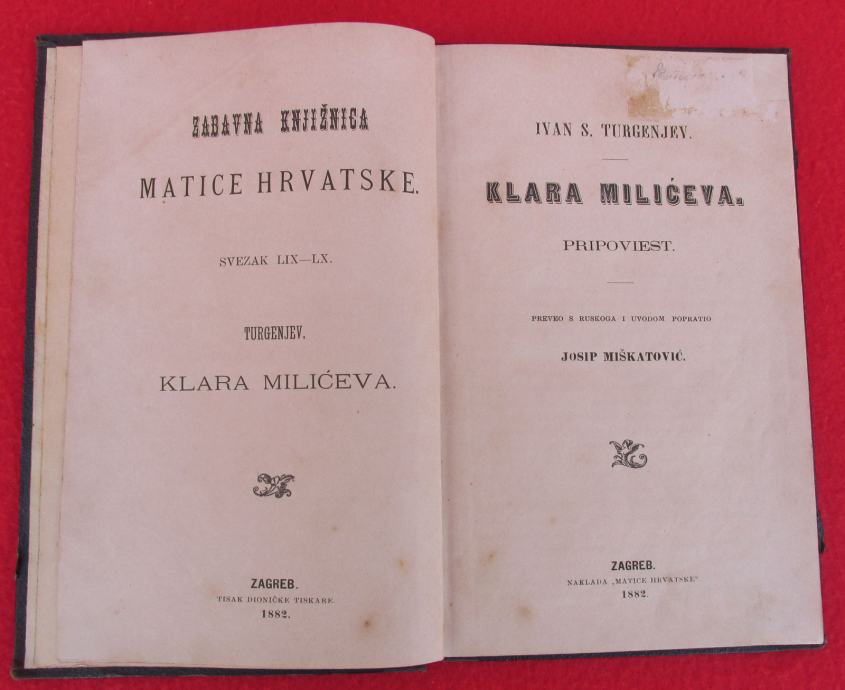 ZABAVNA KNJIŽNICA
MATICE HRVATSKE.
SVEZAK LIX—LX.
TURGENJEV.
KLARA MILIĆEVA.
ZAGREB.
TISAK DIONIČKE TISKARE.
1882.
IVAN S. TURGENJEV.
KLARA MILIĆEVA.
PRIPOVIEST.
PREVEO S RUSKOGA I UVODOM POPRATIO
JOSIP MIŠKATOVIĆ.
ZAGREB.
NAKLADA „MATICE HRVATSKE"
1882.